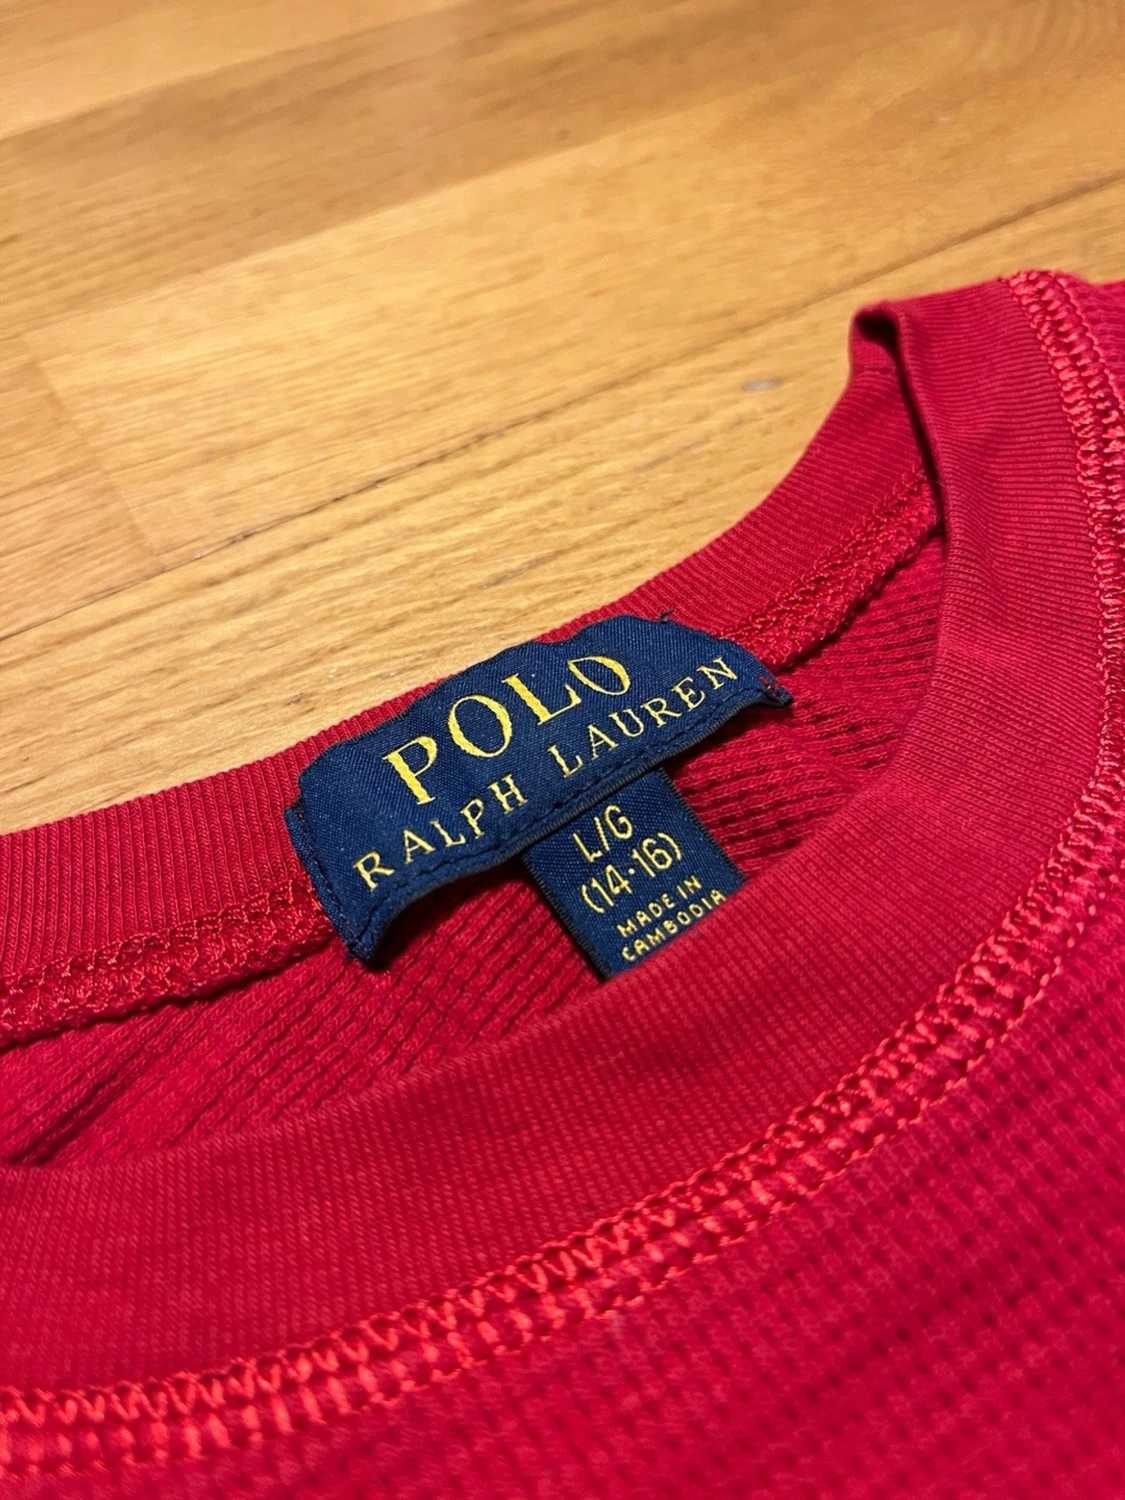 POLO
RALPH LAUREN
L/G
(14-16)
MADE IN
CAMBODIA